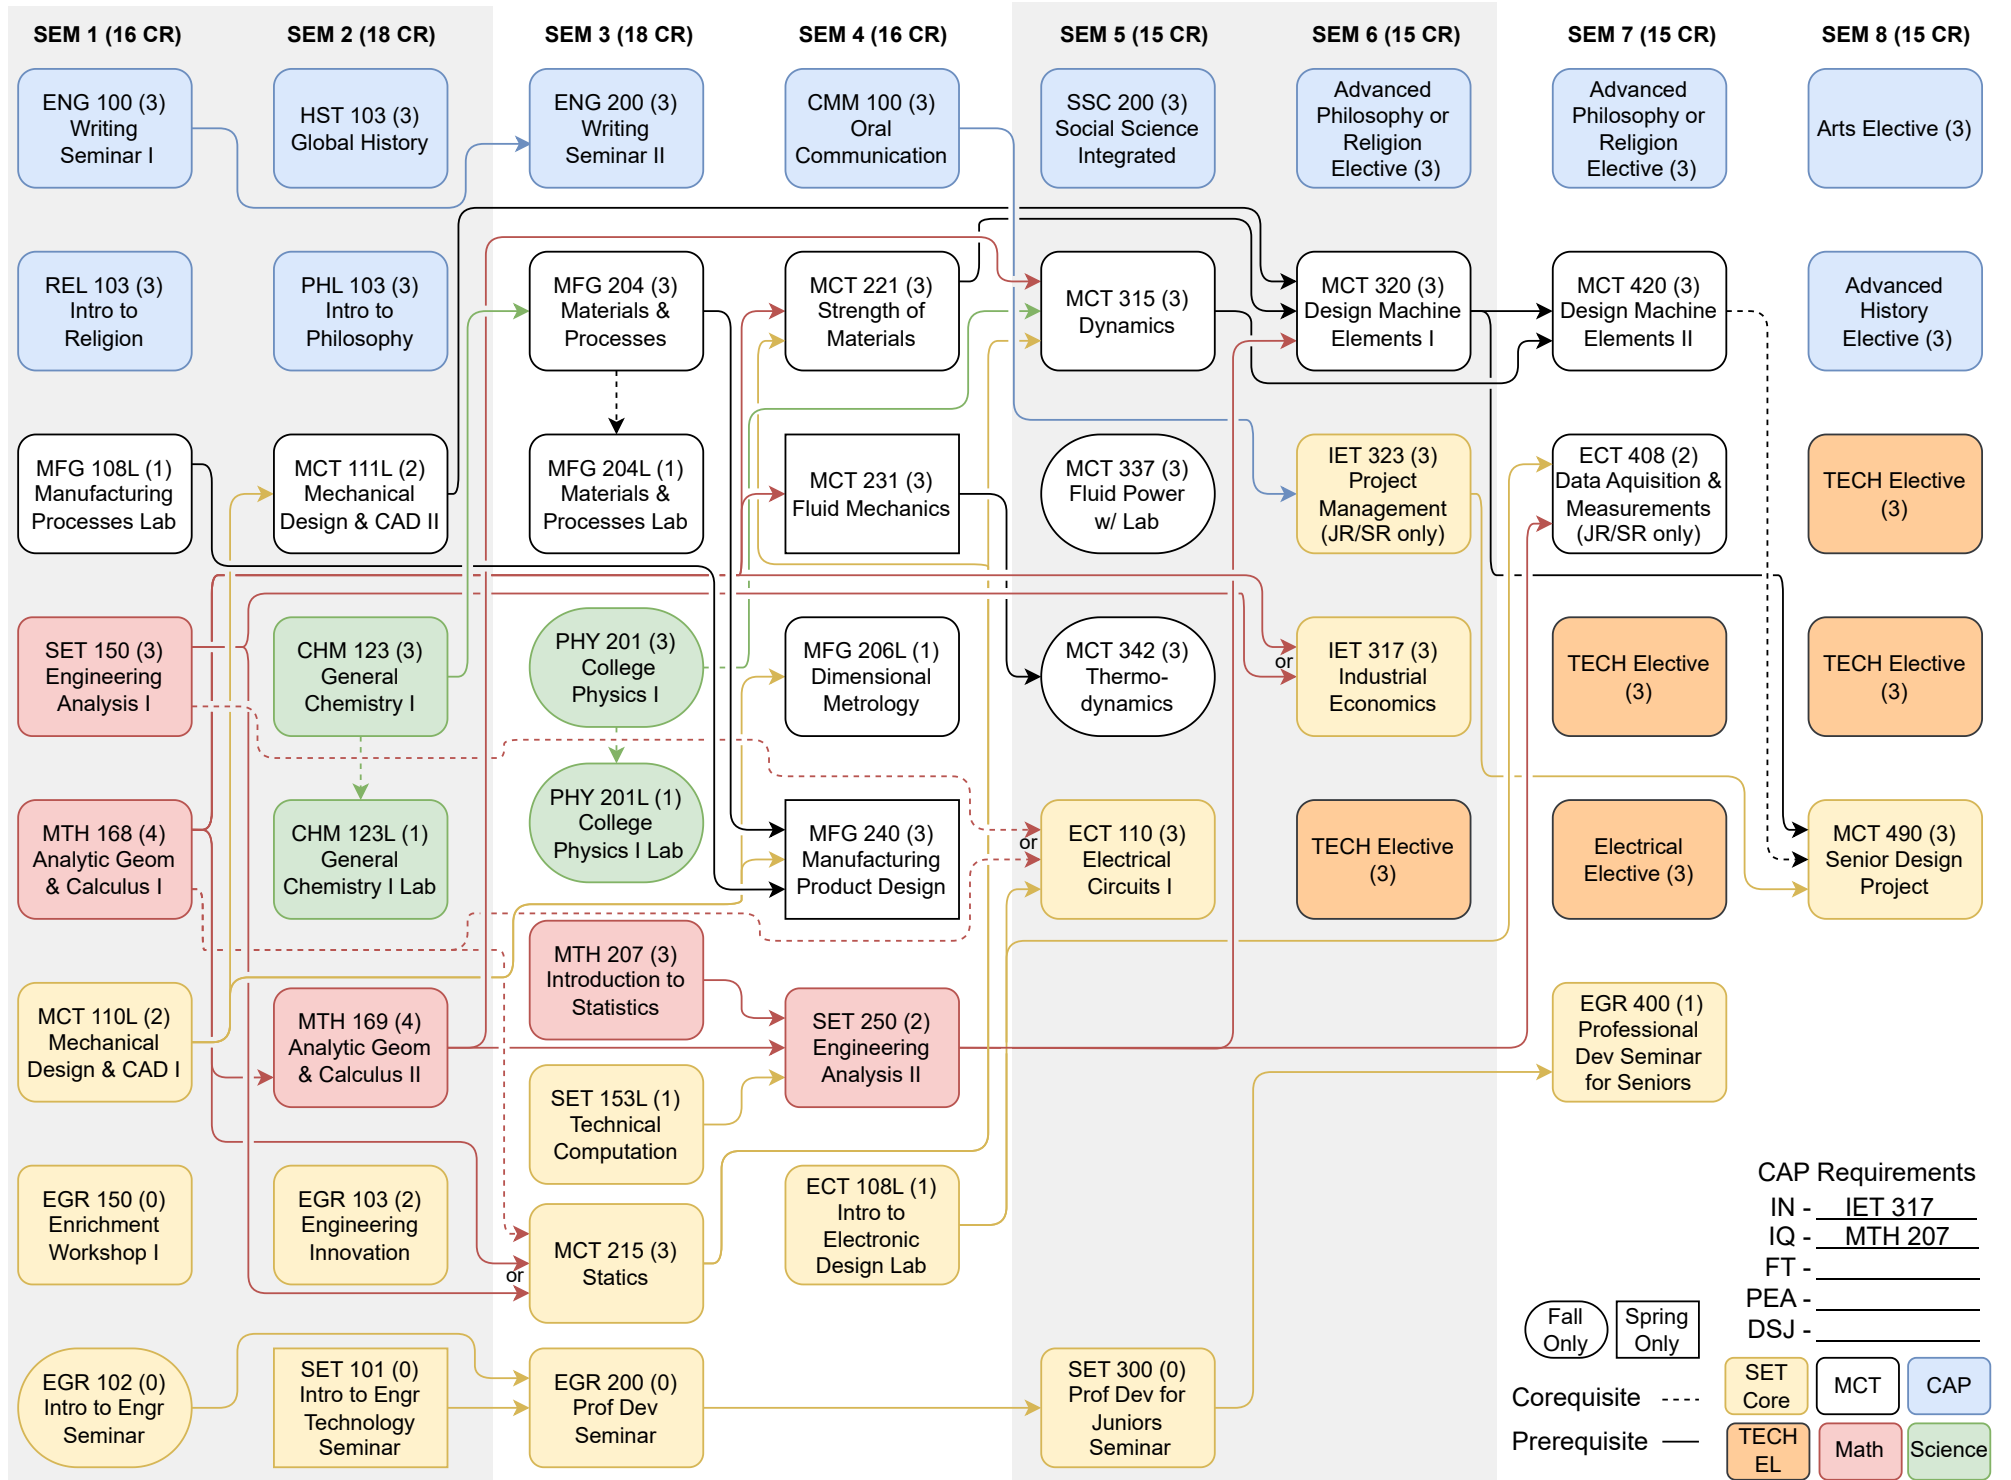 SEM 1 (16 CR)
SEM 2 (18 CR)
SEM 3 (18 CR)
SEM 4 (16 CR)
SEM 5 (15 CR)
SEM 6 (15 CR)
SEM 7 (15 CR)
SEM 8 (15 CR)
ENG 100 (3)
Writing
Seminar I
HST 103 (3)
Global History
ENG 200 (3)
Writing
Seminar II
CMM 100 (3)
Oral
Communication
SSC 200 (3)
Social Science
Integrated
Advanced
Philosophy or
Religion
Elective (3)
Advanced
Philosophy or
Religion
Elective (3)
Arts Elective (3)
REL 103 (3)
Intro to
Religion
PHL 103 (3)
Intro to
Philosophy
MFG 204 (3)
Materials &
Processes
MCT 221 (3)
Strength of
Materials
MCT 315 (3)
Dynamics
MCT 320 (3)
Design Machine
Elements I
MCT 420 (3)
Design Machine
Elements II
Advanced
History
Elective (3)
MFG 108L (1)
Manufacturing
Processes Lab
MCT 111L (2)
Mechanical
Design & CAD II
MFG 204L (1)
Materials &
Processes Lab
MCT 231 (3)
Fluid Mechanics
MCT 337 (3)
Fluid Power
w/ Lab
IET 323 (3)
Project
Management
(JR/SR only)
ECT 408 (2)
Data Aquisition &
Measurements
(JR/SR only)
TECH Elective
(3)
SET 150 (3)
Engineering
Analysis I
CHM 123 (3)
General
Chemistry I
PHY 201 (3)
College
Physics I
MFG 206L (1)
Dimensional
Metrology
MCT 342 (3)
Thermo-
dynamics
or
IET 317 (3)
Industrial
Economics
TECH Elective
(3)
TECH Elective
(3)
MTH 168 (4)
Analytic Geom
& Calculus I
CHM 123L (1)
General
Chemistry I Lab
PHY 201L (1)
College
Physics I Lab
MFG 240 (3)
Manufacturing
Product Design
or
ECT 110 (3)
Electrical
Circuits I
TECH Elective
(3)
Electrical
Elective (3)
MCT 490 (3)
Senior Design
Project
MCT 110L (2)
Mechanical
Design & CAD I
MTH 169 (4)
Analytic Geom
& Calculus II
MTH 207 (3)
Introduction to
Statistics
SET 250 (2)
Engineering
Analysis II
EGR 400 (1)
Professional
Dev Seminar
for Seniors
SET 153L (1)
Technical
Computation
EGR 150 (0)
Enrichment
Workshop I
EGR 103 (2)
Engineering
Innovation
or
MCT 215 (3)
Statics
ECT 108L (1)
Intro to
Electronic
Design Lab
EGR 102 (0)
Intro to Engr
Seminar
SET 101 (0)
Intro to Engr
Technology
Seminar
EGR 200 (0)
Prof Dev
Seminar
SET 300 (0)
Prof Dev for
Juniors
Seminar
CAP Requirements
IN - IET 317
IQ - MTH 207
FT -
PEA -
DSJ -
Fall
Only
Spring
Only
Corequisite
Prerequisite
SET
Core
MCT
CAP
TECH
EL
Math
Science